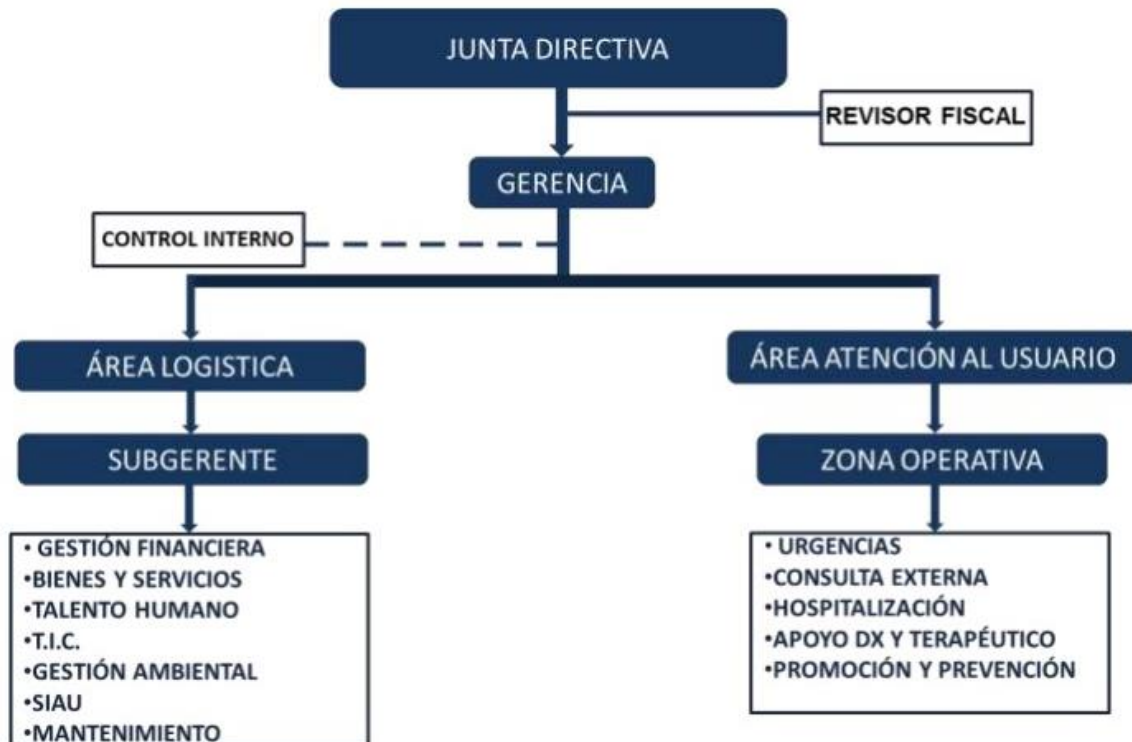 JUNTA DIRECTIVA
REVISOR FISCAL
GERENCIA
CONTROL INTERNO
ÁREA LOGISTICA
ÁREA ATENCIÓN AL USUARIO
SUBGERENTE
ZONA OPERATIVA
• GESTIÓN FINANCIERA
•BIENES Y SERVICIOS
•TALENTO HUMANO
•T.I.C.
•GESTIÓN AMBIENTAL
•SIAU
•MANTENIMIENTO
• URGENCIAS
•CONSULTA EXTERNA
•HOSPITALIZACIÓN
•APOYO DX Y TERAPÉUTICO
•PROMOCIÓN Y PREVENCIÓN